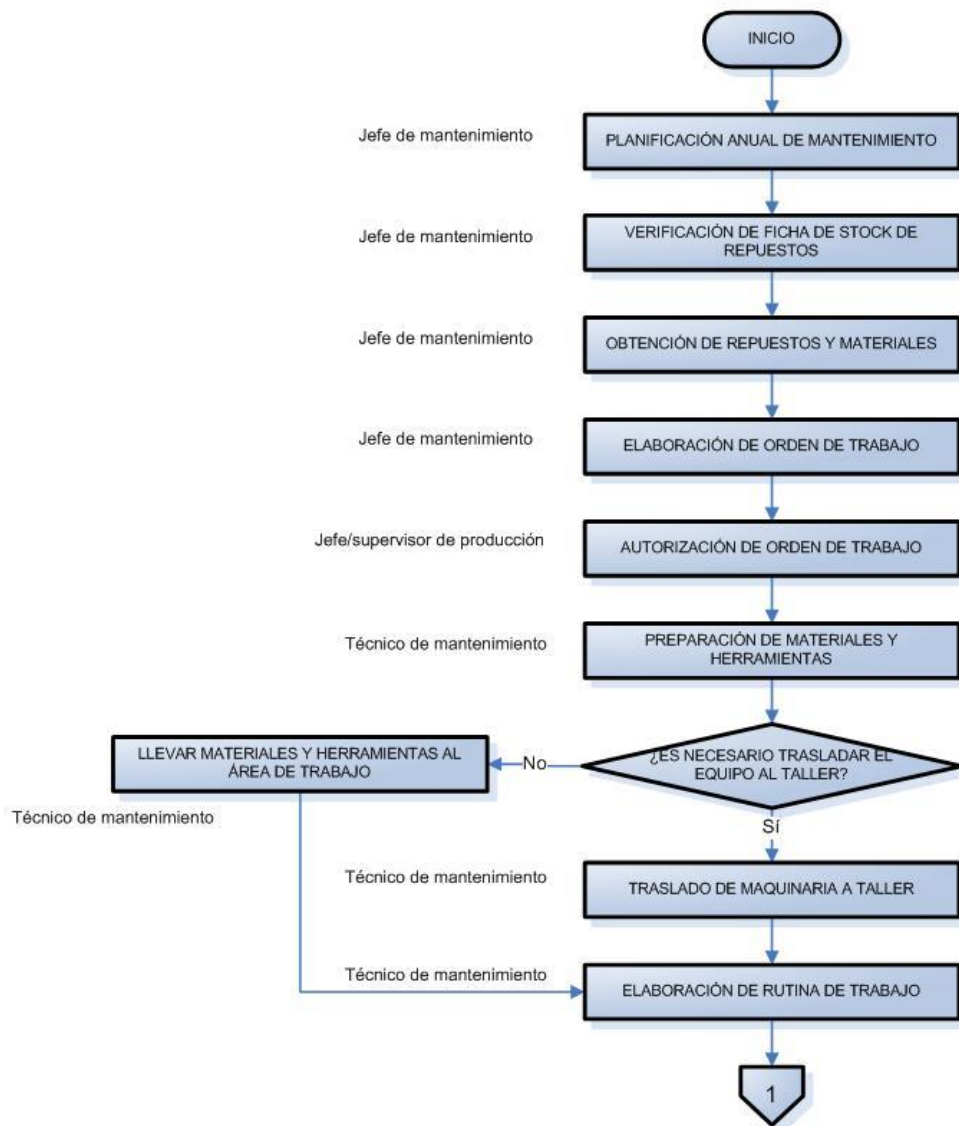 INICIO
Jefe de mantenimiento
PLANIFICACIÓN ANUAL DE MANTENIMIENTO
Jefe de mantenimiento
VERIFICACIÓN DE FICHA DE STOCK DE
REPUESTOS
Jefe de mantenimiento
OBTENCIÓN DE REPUESTOS Y MATERIALES
Jefe de mantenimiento
ELABORACIÓN DE ORDEN DE TRABAJO
Jefe/supervisor de producción
AUTORIZACIÓN DE ORDEN DE TRABAJO
Técnico de mantenimiento
PREPARACIÓN DE MATERIALES Y
HERRAMIENTAS
¿ES NECESARIO TRASLADAR EL
EQUIPO AL TALLER?
No
LLEVAR MATERIALES Y HERRAMIENTAS AL
ÁREA DE TRABAJO
Técnico de mantenimiento
Sí
Técnico de mantenimiento
TRASLADO DE MAQUINARIA A TALLER
Técnico de mantenimiento
ELABORACIÓN DE RUTINA DE TRABAJO
1